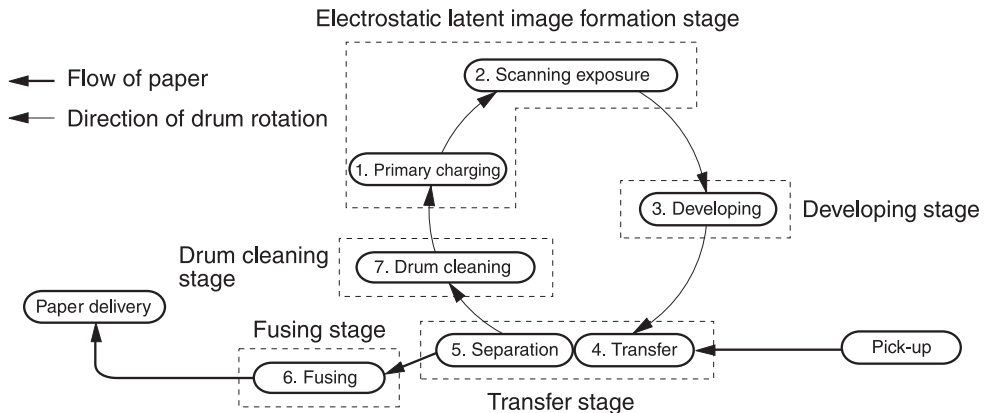 Electrostatic latent image formation stage
Flow of paper
Direction of drum rotation
2. Scanning exposure
1. Primary charging
3. Developing
Developing stage
Drum cleaning
stage
7. Drum cleaning
Paper delivery
Fusing stage
5. Separation
4. Transfer
Pick-up
6. Fusing
Transfer stage